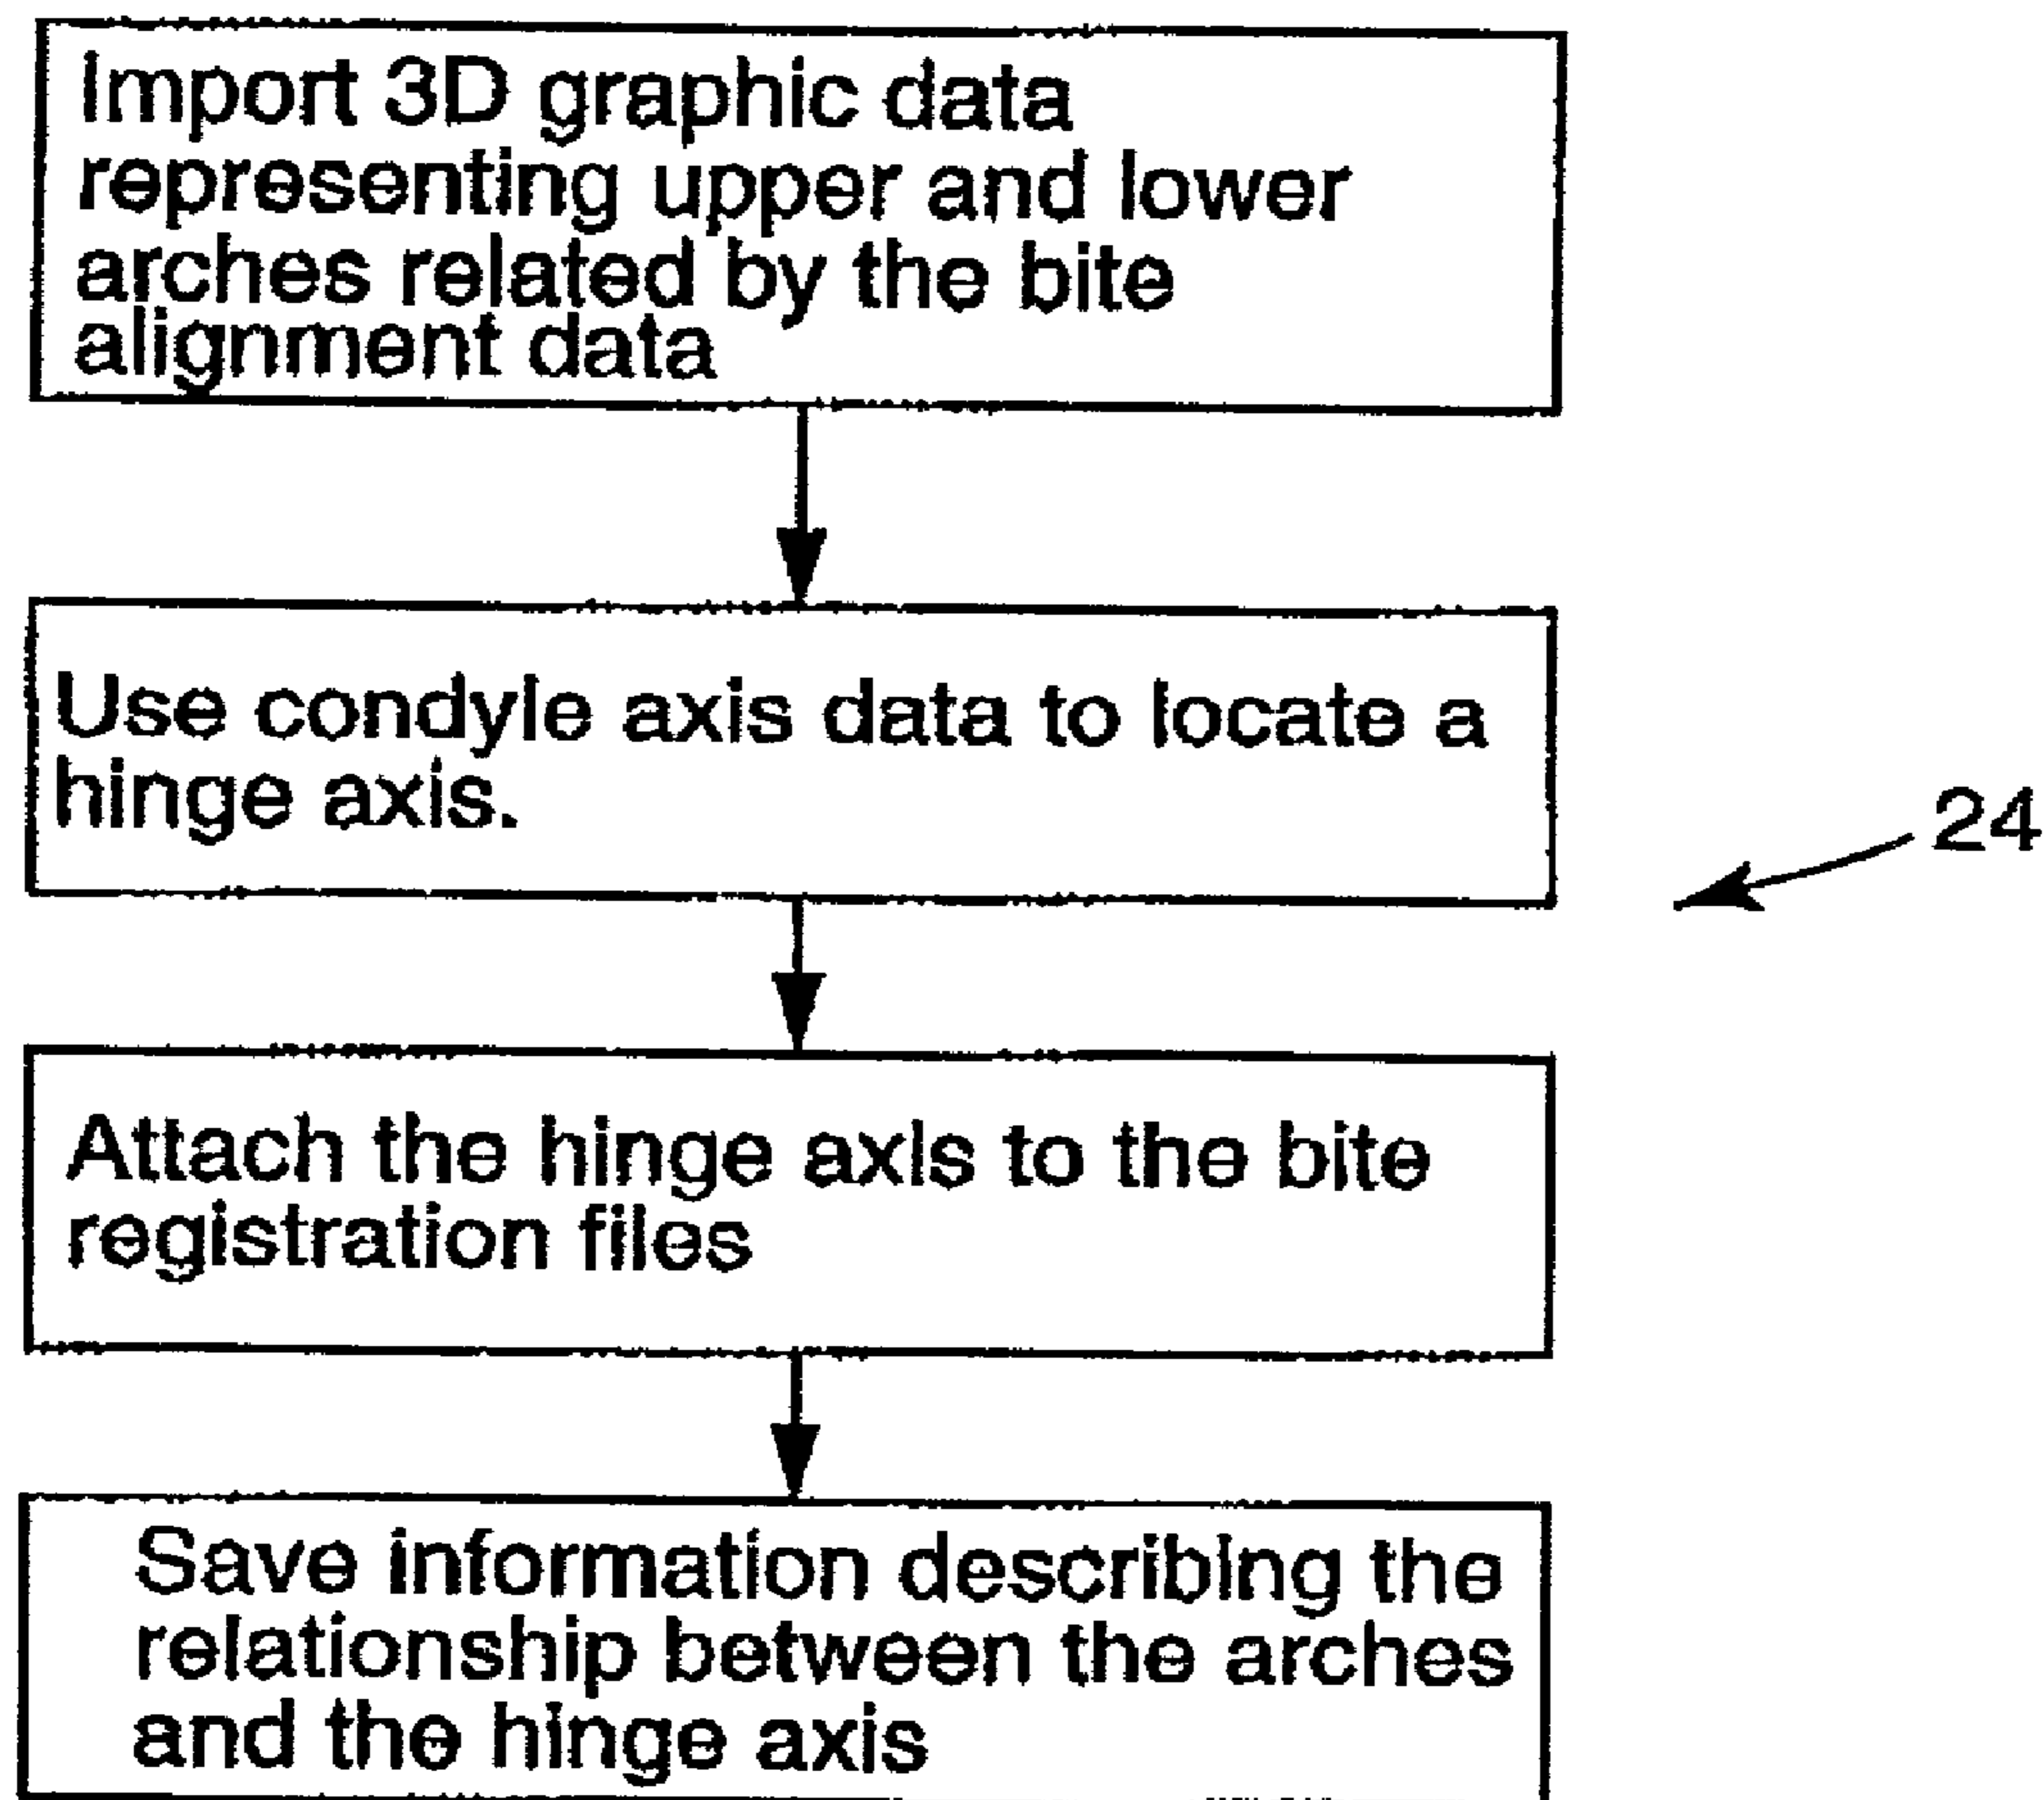 Import 3D graphic data
representing upper and lower
arches related by the bite
alignment data
Use condyle axis data to locate a
hinge axis.
24
Attach the hinge axis to the bite
registration files
Save information describing the
relationship between the arches
and the hinge axis